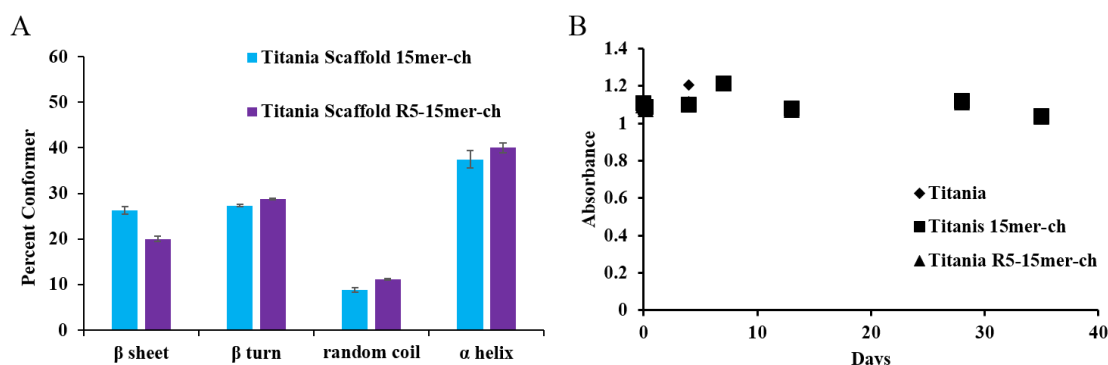 A
Titania Scaffold 15mer-ch
Titania Scaffold R5-15mer-ch
Percent Conformer
60
50
40
30
20
10
0
β sheet
β turn
random coil
α helix
B
Absorbance
1.4
1.2
1
0.8
0.6
0.4
0.2
0
Titania
Titanis 15mer-ch
Titania R5-15mer-ch
0
10
20
30
40
Days